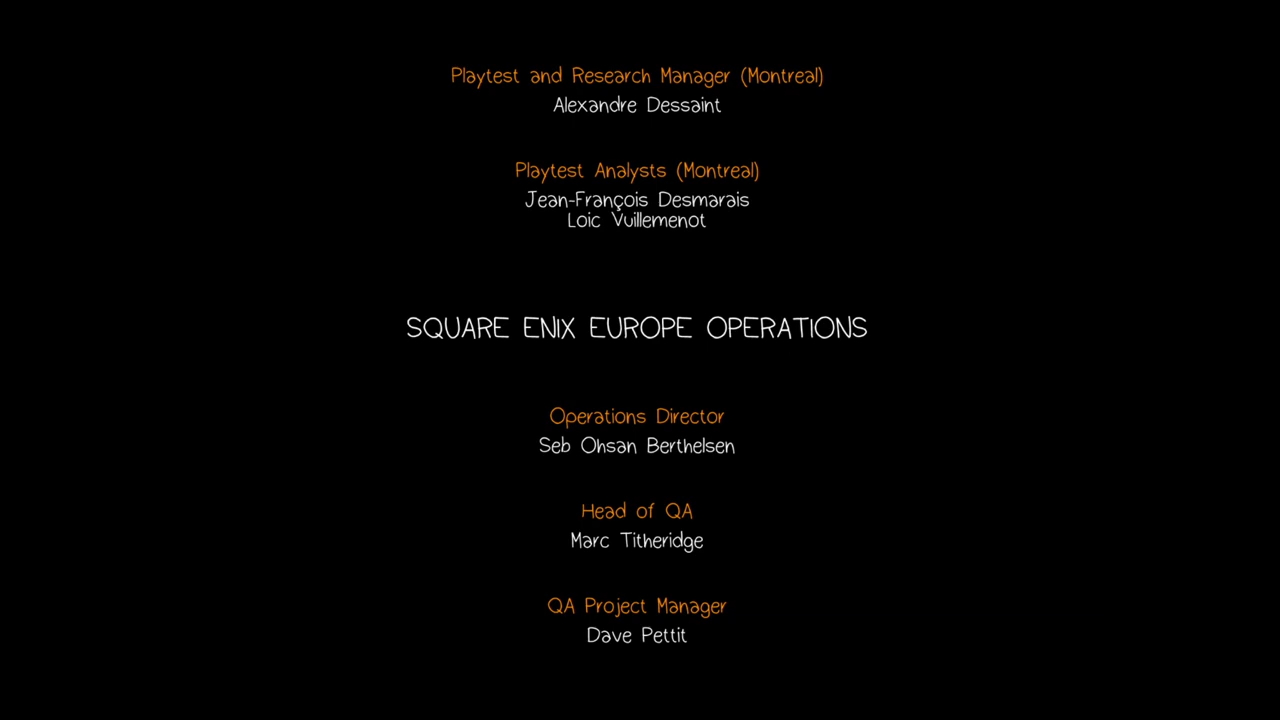 Playtest and Research Manager (Montreal)
Alexandre Dessaint
Playtest Analysts (Montreal)
Jean-François Desmarais
Loic Vuillemenot
SQUARE ENIX EUROPE OPERATIONS
Operations Director
Seb Ohsan Berthelsen
Head of QA
Marc Titheridge
QA Project Manager
Dave Pettit